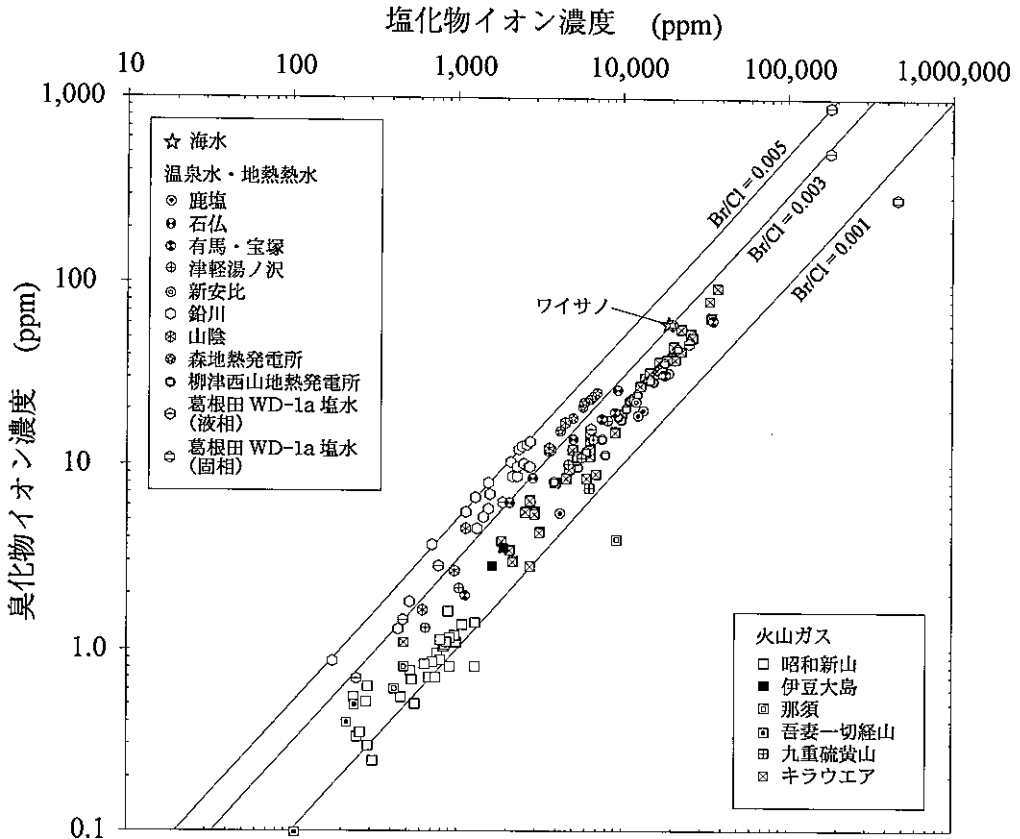 塩化物イオン濃度 (ppm)
10 100 1,000 10,000 100,000 1,000,000
1,000
100
10
1.0
0.1
臭化物イオン濃度 (ppm)
☆ 海水
温泉水・地熱熱水
鹿塩
石仏
有馬・宝塚
津軽湯ノ沢
新安比
鉛川
山陰
森地熱発電所
柳津西山地熱発電所
葛根田 WD-1a 塩水
(液相)
葛根田 WD-1a 塩水
(固相)
Br/Cl = 0.005
Br/Cl = 0.003
Br/Cl = 0.001
ワイサノ
火山ガス
昭和新山
伊豆大島
那須
吾妻一切経山
九重硫黄山
キラウエア